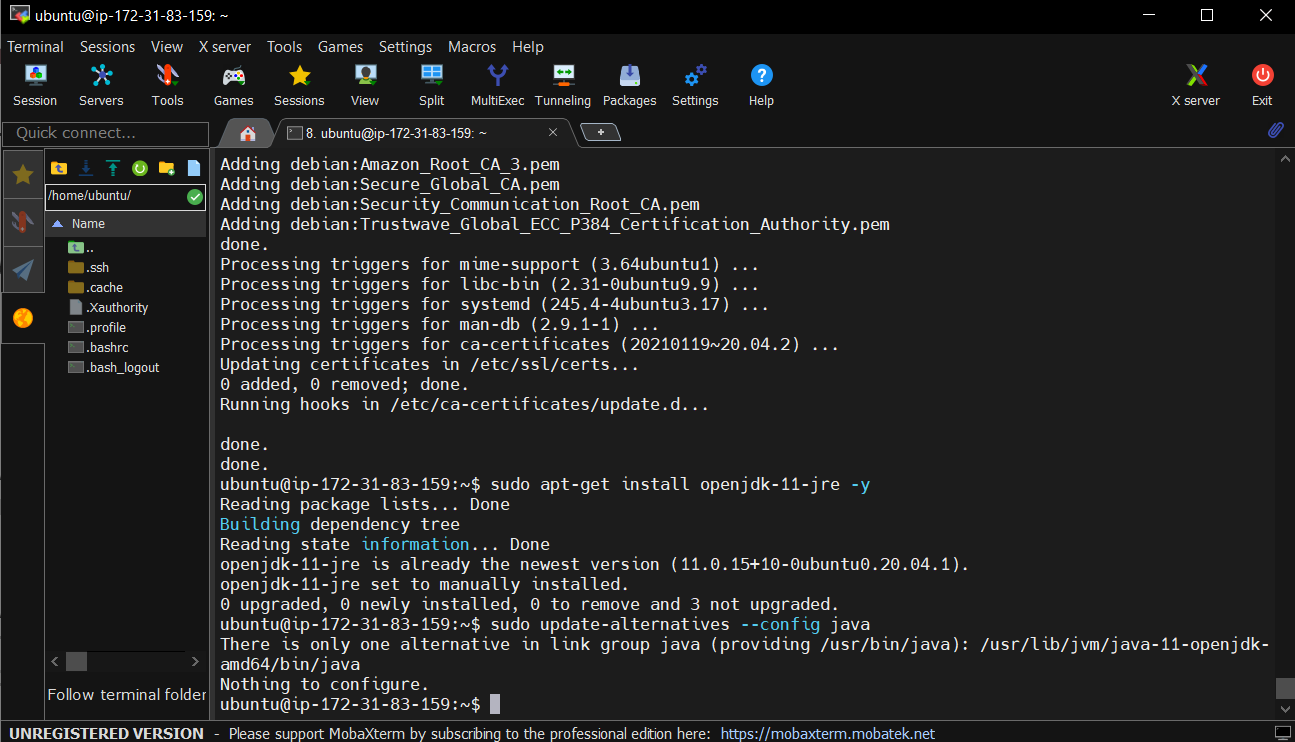 ubuntu@ip-172-31-83-159: ~
Terminal Sessions View X server Tools Games Settings Macros Help
Session Servers Tools Games Sessions View Split MultiExec Tunneling Packages Settings Help X server Exit
Quick connect...
8. ubuntu@ip-172-31-83-159: ~
/home/ubuntu/
Name
..
.ssh
.cache
.Xauthority
.profile
.bashrc
.bash_logout
Follow terminal folder
Adding debian:Amazon_Root_CA_3.pem
Adding debian:Secure_Global_CA.pem
Adding debian:Security_Communication_Root_CA.pem
Adding debian:Trustwave_Global_ECC_P384_Certification_Authority.pem
done.
Processing triggers for mime-support (3.64ubuntu1) ...
Processing triggers for libc-bin (2.31-0ubuntu9.9) ...
Processing triggers for systemd (245.4-4ubuntu3.17) ...
Processing triggers for man-db (2.9.1-1) ...
Processing triggers for ca-certificates (20210119~20.04.2) ...
Updating certificates in /etc/ssl/certs...
0 added, 0 removed; done.
Running hooks in /etc/ca-certificates/update.d...
done.
done.
ubuntu@ip-172-31-83-159:~$ sudo apt-get install openjdk-11-jre -y
Reading package lists... Done
Building dependency tree
Reading state information... Done
openjdk-11-jre is already the newest version (11.0.15+10-0ubuntu0.20.04.1).
openjdk-11-jre set to manually installed.
0 upgraded, 0 newly installed, 0 to remove and 3 not upgraded.
ubuntu@ip-172-31-83-159:~$ sudo update-alternatives --config java
There is only one alternative in link group java (providing /usr/bin/java): /usr/lib/jvm/java-11-openjdk-
amd64/bin/java
Nothing to configure.
ubuntu@ip-172-31-83-159:~$
UNREGISTERED VERSION - Please support MobaXterm by subscribing to the professional edition here: https://mobaxterm.mobatek.net